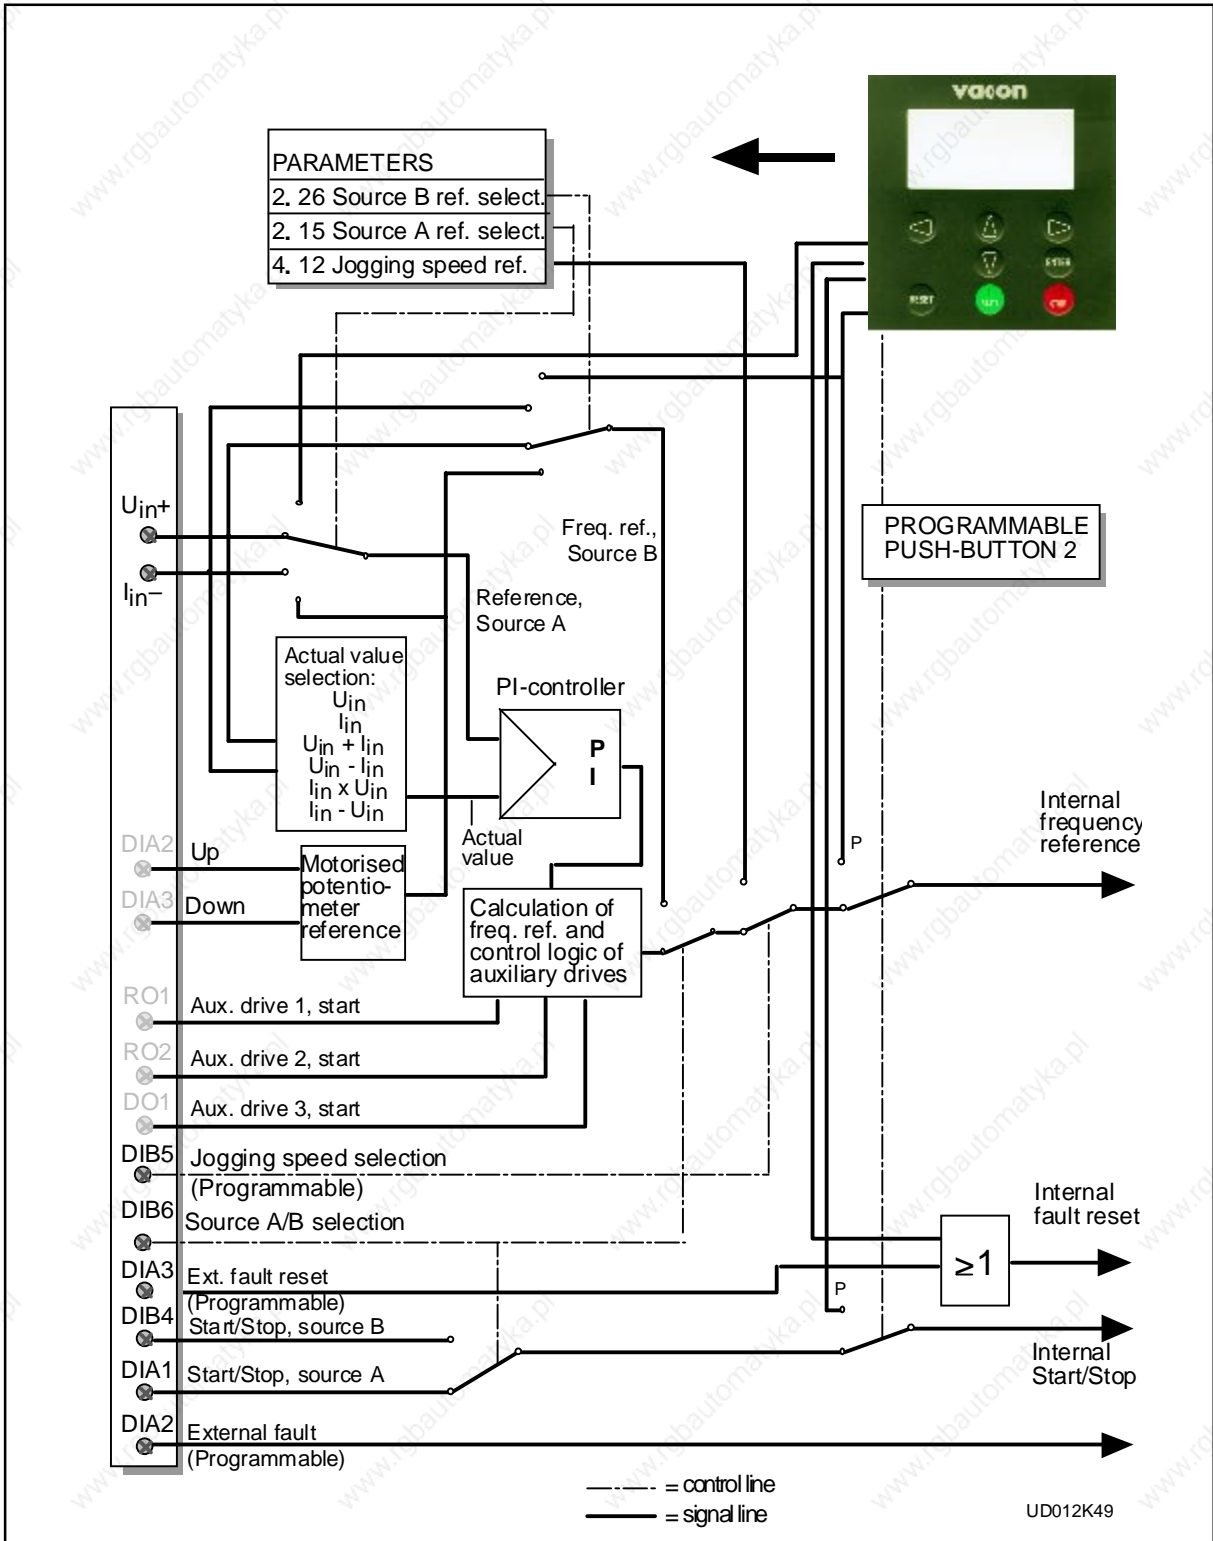 vacon
PARAMETERS
2. 26 Source B ref. select.
2. 15 Source A ref. select.
4. 12 Jogging speed ref.
RESET
ENTER
Uin+
Iin–
Freq. ref.,
Source B
PROGRAMMABLE
PUSH-BUTTON 2
Reference,
Source A
Actual value
selection:
Uin
Iin
Uin + Iin
Uin - Iin
Iin x Uin
Iin - Uin
PI-controller
P
I
Actual
value
DIA2
Up
DIA3
Down
Motorised
potentio-
meter
reference
Calculation of
freq. ref. and
control logic of
auxiliary drives
P
Internal
frequency
reference
RO1
Aux. drive 1, start
RO2
Aux. drive 2, start
DO1
Aux. drive 3, start
DIB5
Jogging speed selection
(Programmable)
DIB6
Source A/B selection
DIA3
Ext. fault reset
(Programmable)
DIB4
Start/Stop, source B
DIA1
Start/Stop, source A
DIA2
External fault
(Programmable)
≥1
Internal
fault reset
P
Internal
Start/Stop
= control line
= signal line
UD012K49
www.rgbautomatyka.pl